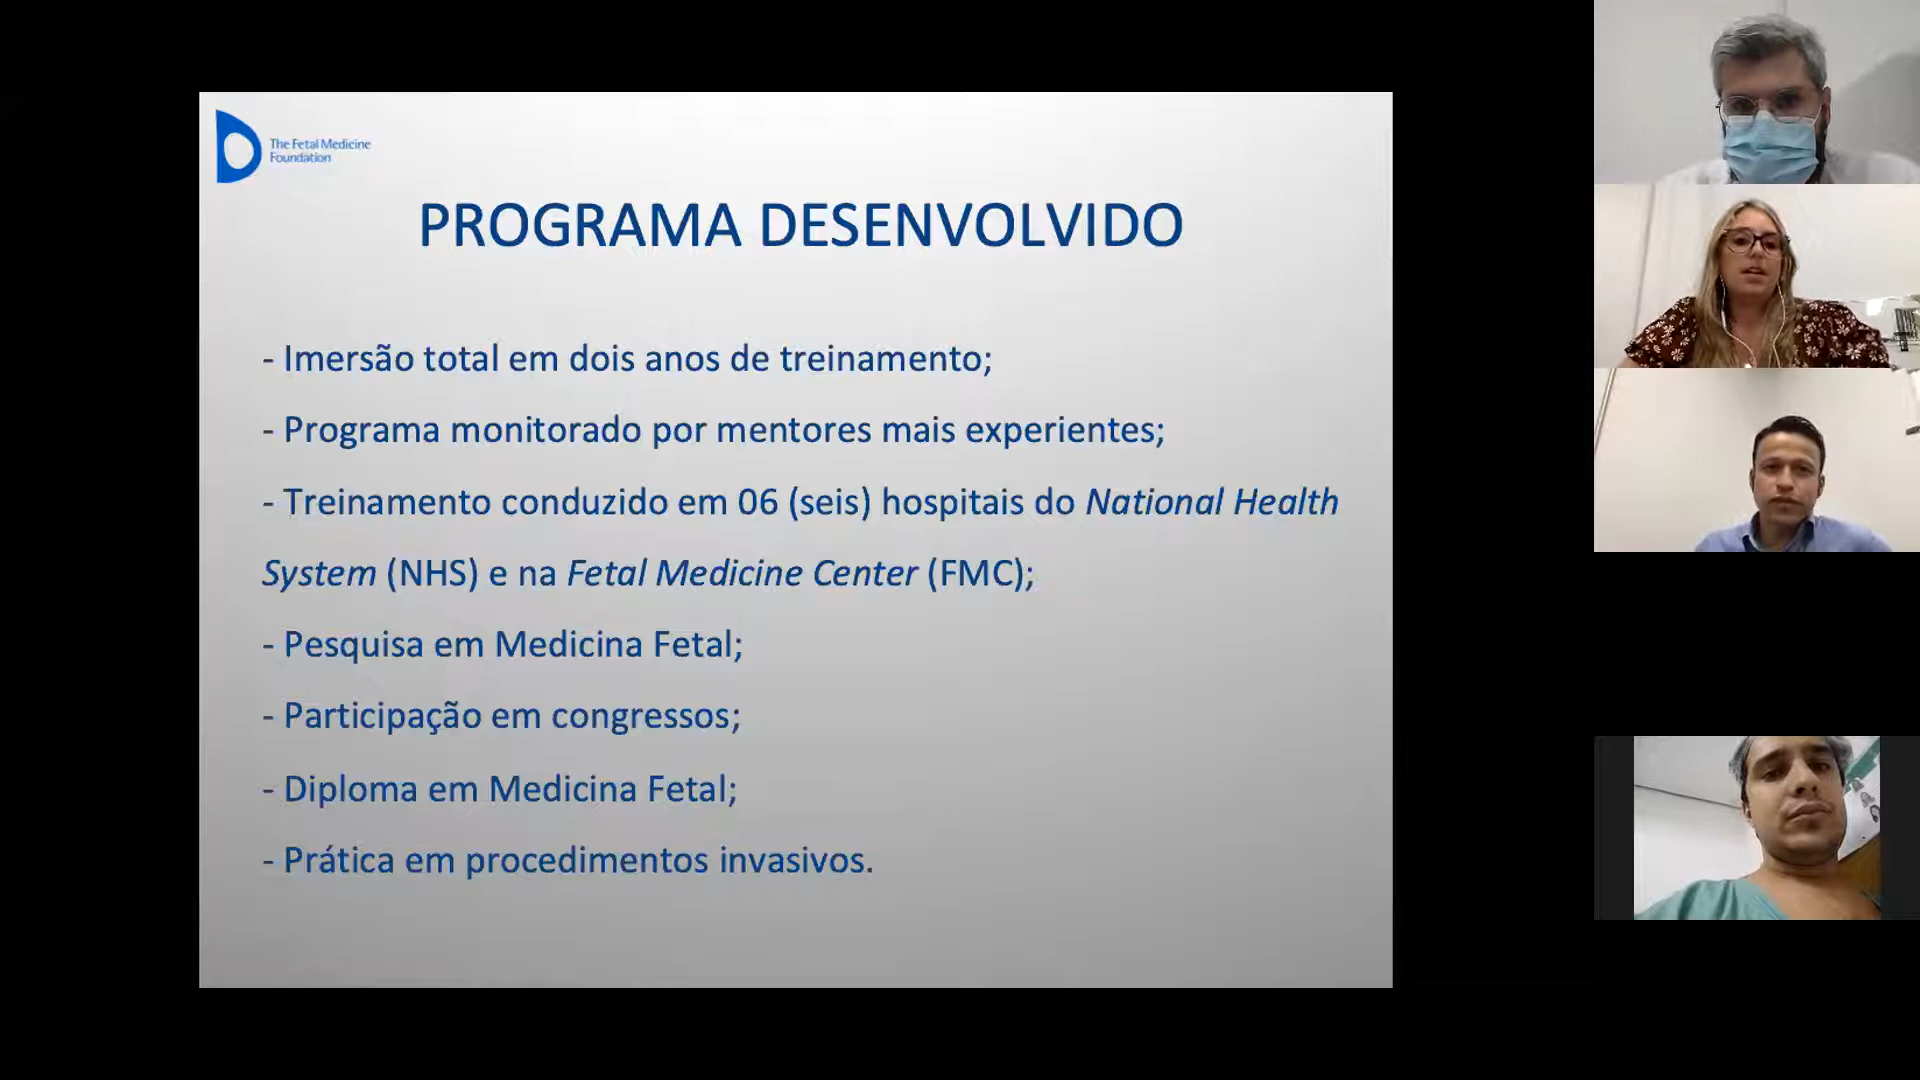 The Fetal Medicine
Foundation
PROGRAMA DESENVOLVIDO
- Imersão total em dois anos de treinamento;
- Programa monitorado por mentores mais experientes;
- Treinamento conduzido em 06 (seis) hospitais do National Health
System (NHS) e na Fetal Medicine Center (FMC);
- Pesquisa em Medicina Fetal;
- Participação em congressos;
- Diploma em Medicina Fetal;
- Prática em procedimentos invasivos.